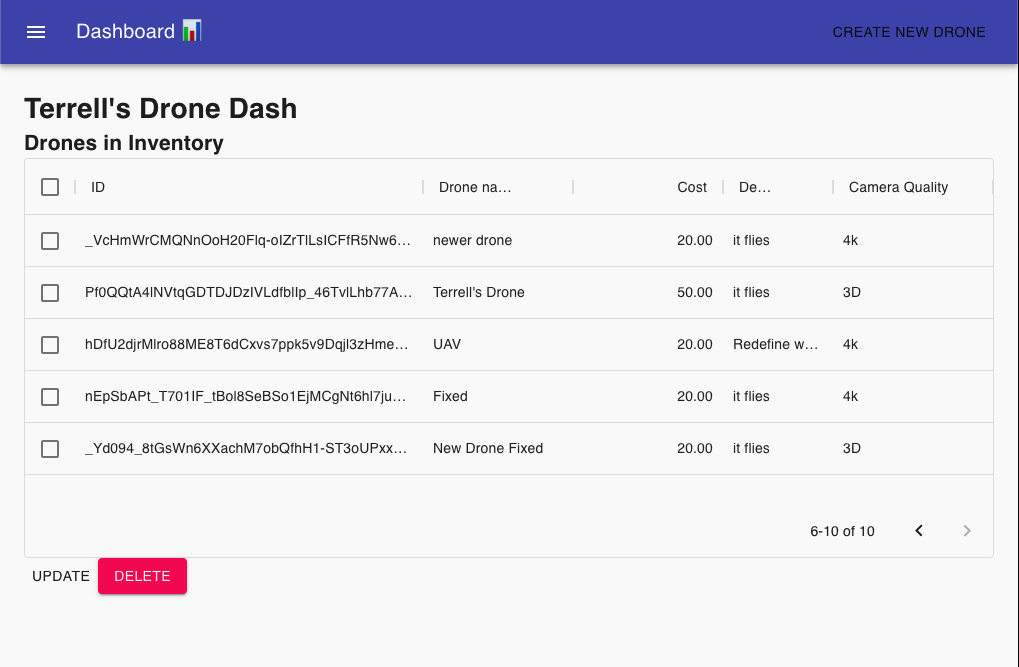 Dashboard 📊 CREATE NEW DRONE
Terrell's Drone Dash
Drones in Inventory
ID Drone na… Cost De… Camera Quality
_VcHmWrCMQNnOoH20Flq-oIZrTlLsICFfR5Nw6… newer drone 20.00 it flies 4k
Pf0QQtA4lNVtqGDTDJDzIVLdfblIp_46TvlLhb77A… Terrell's Drone 50.00 it flies 3D
hDfU2djrMlro88ME8T6dCxvs7ppk5v9Dqjl3zHme… UAV 20.00 Redefine w… 4k
nEpSbAPt_T701IF_tBol8SeBSo1EjMCgNt6hl7ju… Fixed 20.00 it flies 4k
_Yd094_8tGsWn6XXachM7obQfhH1-ST3oUPxx… New Drone Fixed 20.00 it flies 3D
6-10 of 10
UPDATE DELETE